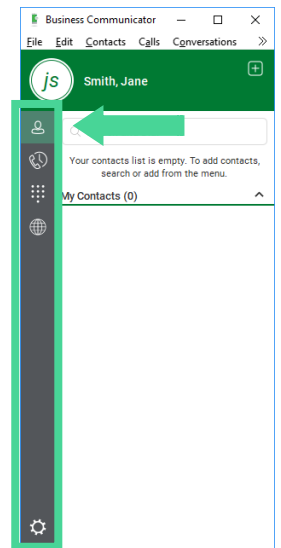 Business Communicator
File Edit Contacts Calls Conversations »
js
Smith, Jane
Your contacts list is empty. To add contacts,
search or add from the menu.
My Contacts (0)